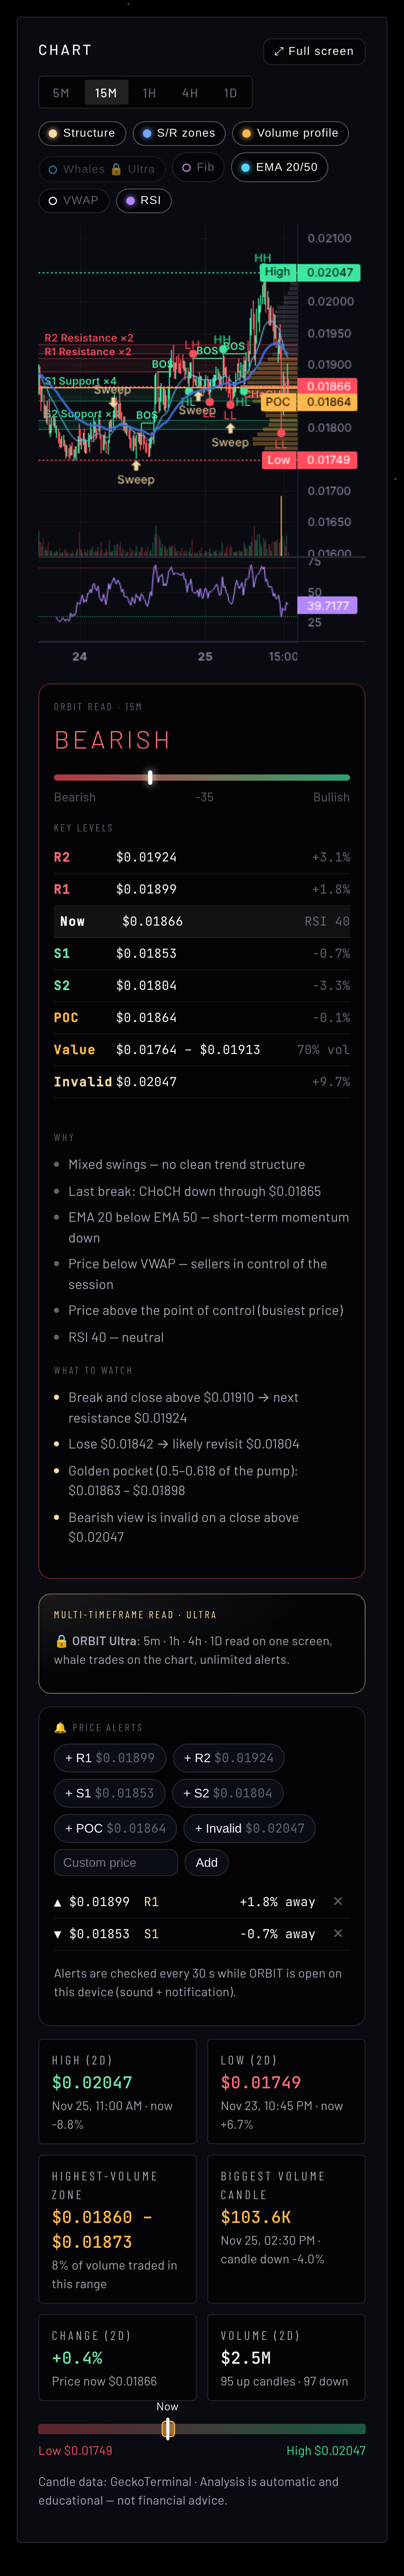 CHART
⤢ Full screen
5M 15M 1H 4H 1D
Structure S/R zones Volume profile
Whales 🔒 Ultra Fib EMA 20/50
VWAP RSI
0.02100
HH
High 0.02047
0.02000
0.01950
R2 Resistance ×2
R1 Resistance ×2
LH HH
BOS BOS
0.01900
BOS
S1 Support ×4
0.01866
Sweep
POC 0.01864
HL LL LL HL
S2 Support
BOS
Sweep
0.01800
Sweep
LL
Low 0.01749
Sweep
0.01700
0.01650
0.01600
75
50
39.7177
25
24 25 15:00
ORBIT READ · 15M
BEARISH
Bearish -35 Bullish
KEY LEVELS
R2 $0.01924 +3.1%
R1 $0.01899 +1.8%
Now $0.01866 RSI 40
S1 $0.01853 -0.7%
S2 $0.01804 -3.3%
POC $0.01864 -0.1%
Value $0.01764 – $0.01913 70% vol
Invalid $0.02047 +9.7%
WHY
Mixed swings — no clean trend structure
Last break: CHoCH down through $0.01865
EMA 20 below EMA 50 — short-term momentum
down
Price below VWAP — sellers in control of the
session
Price above the point of control (busiest price)
RSI 40 — neutral
WHAT TO WATCH
Break and close above $0.01910 → next
resistance $0.01924
Lose $0.01842 → likely revisit $0.01804
Golden pocket (0.5–0.618 of the pump):
$0.01863 – $0.01898
Bearish view is invalid on a close above
$0.02047
MULTI-TIMEFRAME READ · ULTRA
🔒 ORBIT Ultra: 5m · 1h · 4h · 1D read on one screen,
whale trades on the chart, unlimited alerts.
🔔 PRICE ALERTS
+ R1 $0.01899 + R2 $0.01924
+ S1 $0.01853 + S2 $0.01804
+ POC $0.01864 + Invalid $0.02047
Custom price Add
▲ $0.01899 R1 +1.8% away ✕
▼ $0.01853 S1 -0.7% away ✕
Alerts are checked every 30 s while ORBIT is open on
this device (sound + notification).
HIGH (2D)
$0.02047
Nov 25, 11:00 AM · now
-8.8%
LOW (2D)
$0.01749
Nov 23, 10:45 PM · now
+6.7%
HIGHEST-VOLUME
ZONE
$0.01860 –
$0.01873
8% of volume traded in
this range
BIGGEST VOLUME
CANDLE
$103.6K
Nov 25, 02:30 PM ·
candle down -4.0%
CHANGE (2D)
+0.4%
Price now $0.01866
VOLUME (2D)
$2.5M
95 up candles · 97 down
Now
Low $0.01749 High $0.02047
Candle data: GeckoTerminal · Analysis is automatic and
educational — not financial advice.